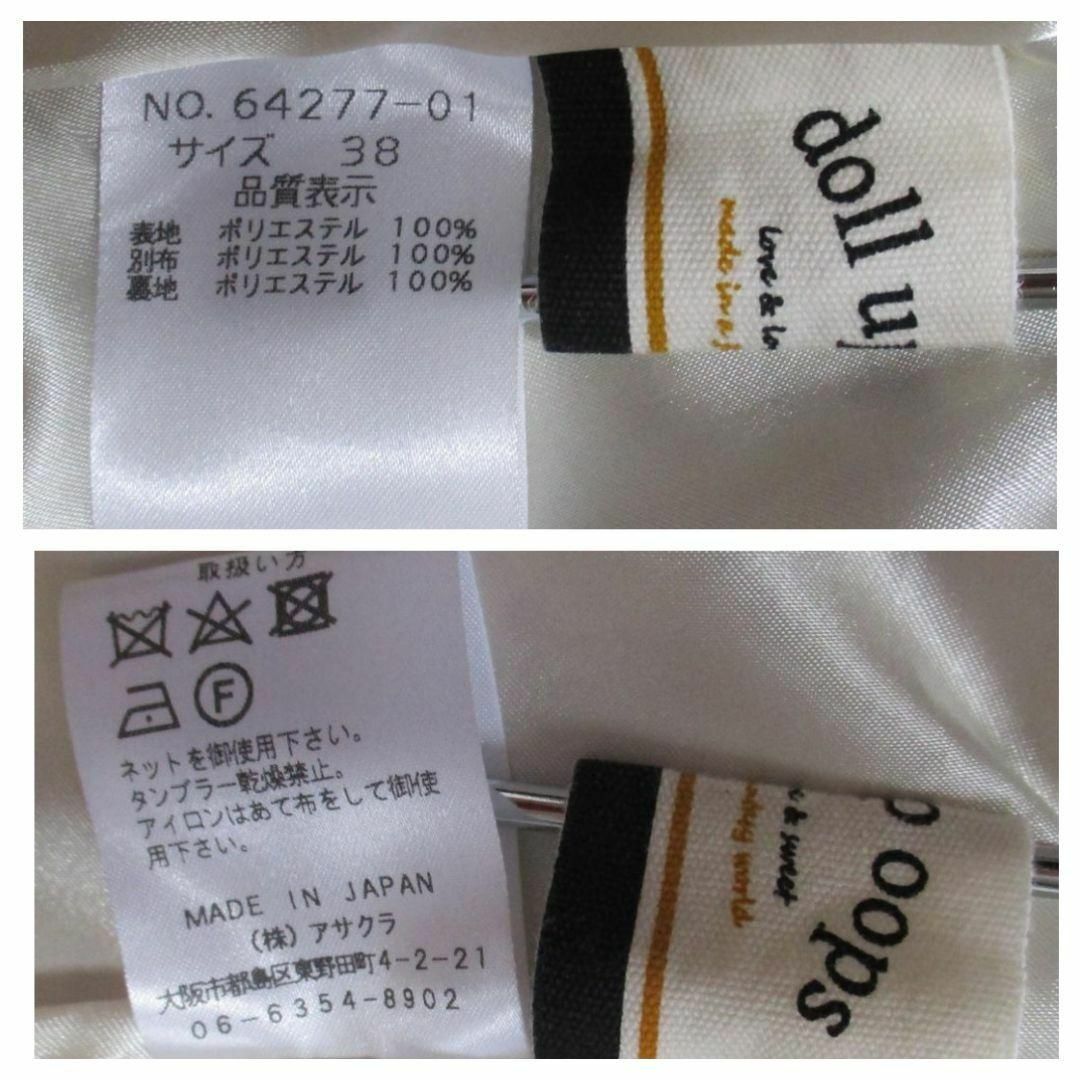 NO. 64277-01
サイズ 38
品質表示
表地 ポリエステル 100%
別布 ポリエステル 100%
裏地 ポリエステル 100%
doll up
love &
made in a
取扱い方
F
ネットを御使用下さい。
タンブラー乾燥禁止。
アイロンはあて布をして御使
用下さい。
MADE IN JAPAN
(株) アサクラ
大阪市都島区東野田町4-2-21
06-6354-8902
p oops
& sweet
world